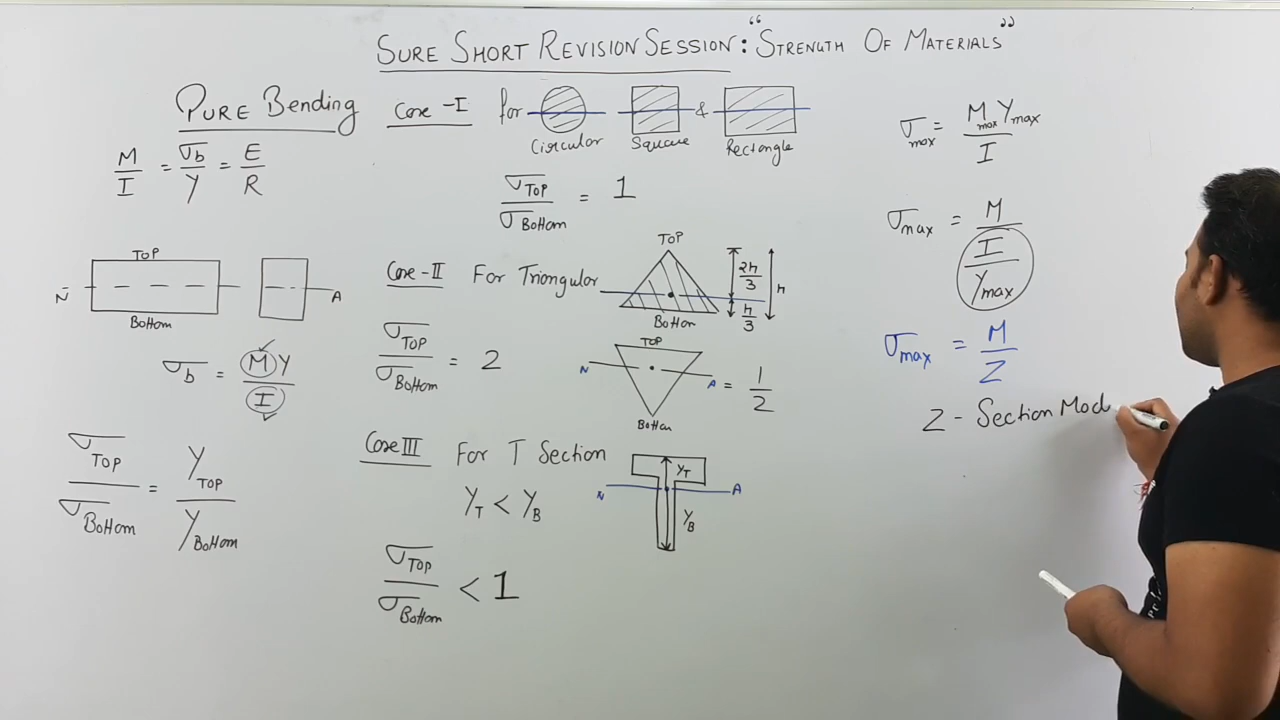 SURE SHORT REVISION SESSION: "STRENGTH OF MATERIALS"
PURE Bending
M/I = σb/Y = E/R
TOP
N
A
Bottom
σb = MY/I
σTOP/σBottom = YTOP/YBottom
Case-I for
Circular Square & Rectangle
σTOP/σBottom = 1
Case-II For Triangular
TOP
2h/3
h
h/3
Bottom
σTOP/σBottom = 2
TOP
N
A
= 1/2
Bottom
Case III For T Section
YT
N
A
YB
YT < YB
σTOP/σBottom < 1
σmax = Mmax Ymax/I
σmax = M/(I/Ymax)
σmax = M/Z
Z - Section Mod